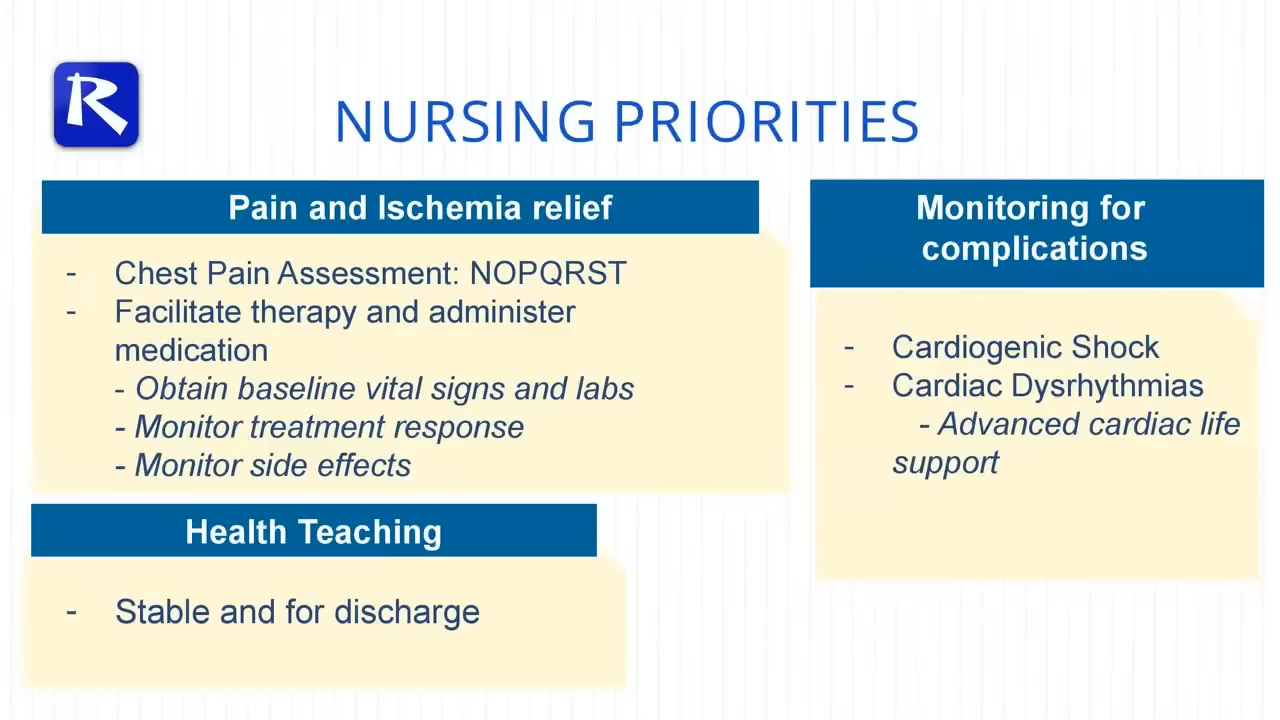 R
NURSING PRIORITIES
Pain and Ischemia relief
- Chest Pain Assessment: NOPQRST
- Facilitate therapy and administer
medication
- Obtain baseline vital signs and labs
- Monitor treatment response
- Monitor side effects
Health Teaching
- Stable and for discharge
Monitoring for
complications
- Cardiogenic Shock
- Cardiac Dysrhythmias
- Advanced cardiac life
support